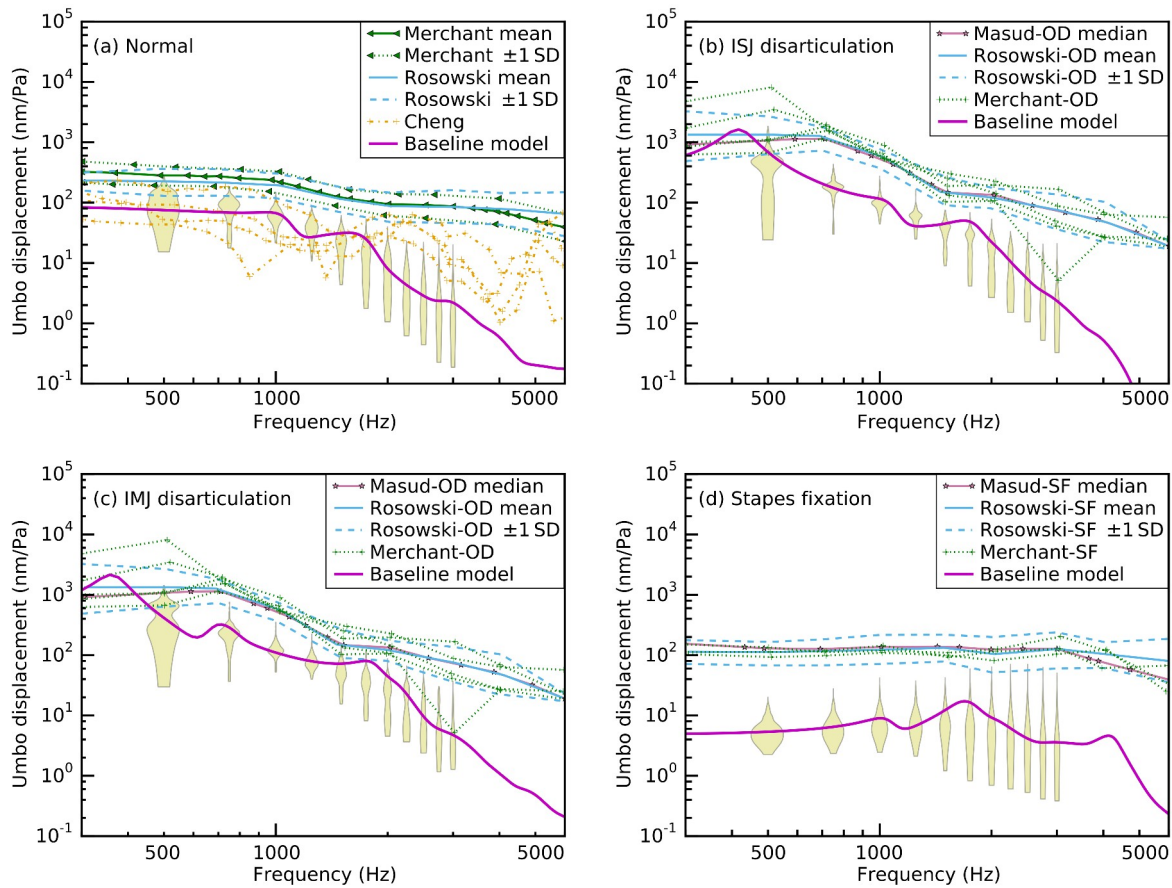 (a) Normal
Merchant mean
Merchant ±1 SD
Rosowski mean
Rosowski ±1 SD
Cheng
Baseline model
Umbo displacement (nm/Pa)
10^5
10^4
10^3
10^2
10^1
10^0
10^-1
500
1000
5000
Frequency (Hz)
(b) ISJ disarticulation
Masud-OD median
Rosowski-OD mean
Rosowski-OD ±1 SD
Merchant-OD
Baseline model
Umbo displacement (nm/Pa)
10^5
10^4
10^3
10^2
10^1
10^0
10^-1
500
1000
5000
Frequency (Hz)
(c) IMJ disarticulation
Masud-OD median
Rosowski-OD mean
Rosowski-OD ±1 SD
Merchant-OD
Baseline model
Umbo displacement (nm/Pa)
10^5
10^4
10^3
10^2
10^1
10^0
10^-1
500
1000
5000
Frequency (Hz)
(d) Stapes fixation
Masud-SF median
Rosowski-SF mean
Rosowski-SF ±1 SD
Merchant-SF
Baseline model
Umbo displacement (nm/Pa)
10^5
10^4
10^3
10^2
10^1
10^0
10^-1
500
1000
5000
Frequency (Hz)